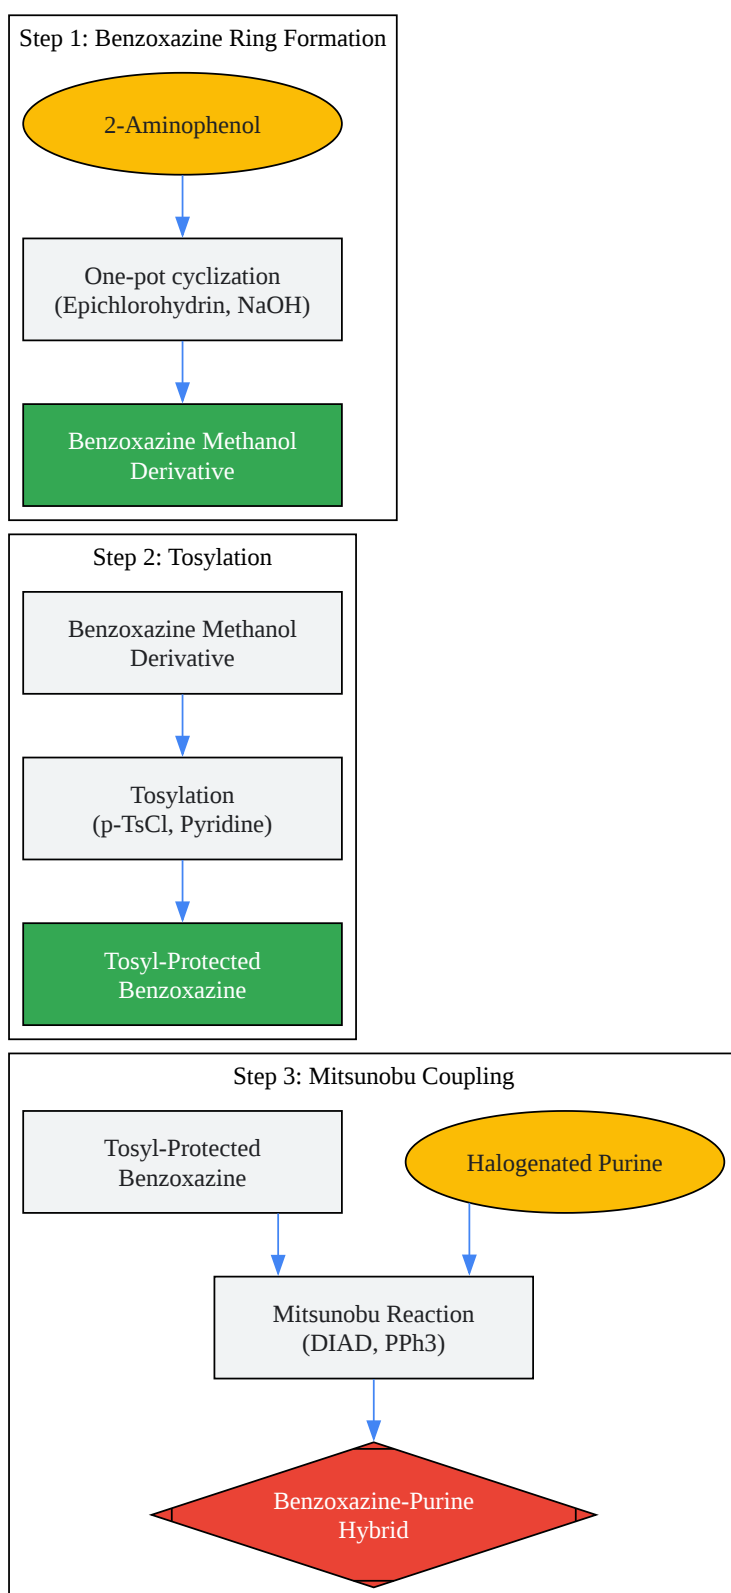 Step 1: Benzoxazine Ring Formation
2-Aminophenol
One-pot cyclization
(Epichlorohydrin, NaOH)
Benzoxazine Methanol
Derivative
Step 2: Tosylation
Benzoxazine Methanol
Derivative
Tosylation
(p-TsCl, Pyridine)
Tosyl-Protected
Benzoxazine
Step 3: Mitsunobu Coupling
Tosyl-Protected
Benzoxazine
Halogenated Purine
Mitsunobu Reaction
(DIAD, PPh3)
Benzoxazine-Purine
Hybrid